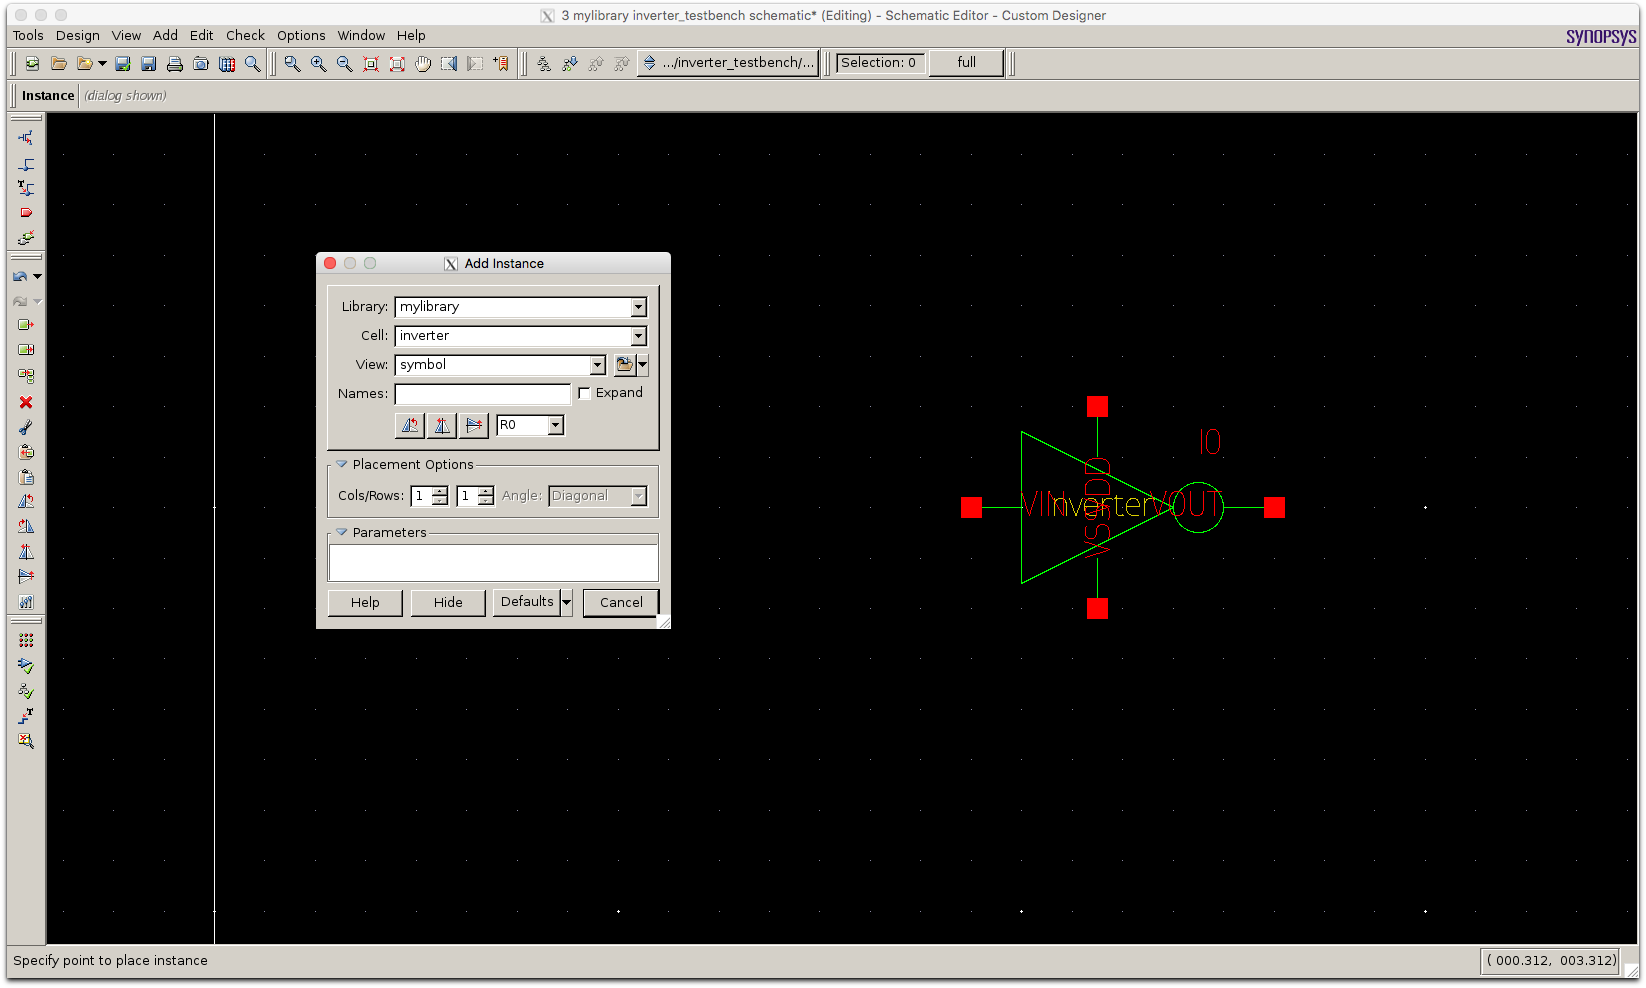 3 mylibrary inverter_testbench schematic* (Editing) - Schematic Editor - Custom Designer
Tools Design View Add Edit Check Options Window Help
SYNOPSYS
.../inverter_testbench/... Selection: 0 full
Instance (dialog shown)
Add Instance
Library: mylibrary
Cell: inverter
View: symbol
Names: Expand
R0
Placement Options
Cols/Rows: 1 1 Angle: Diagonal
Parameters
Help Hide Defaults Cancel
I0
VIN inverter VOUT
Specify point to place instance
( 000.312, 003.312)